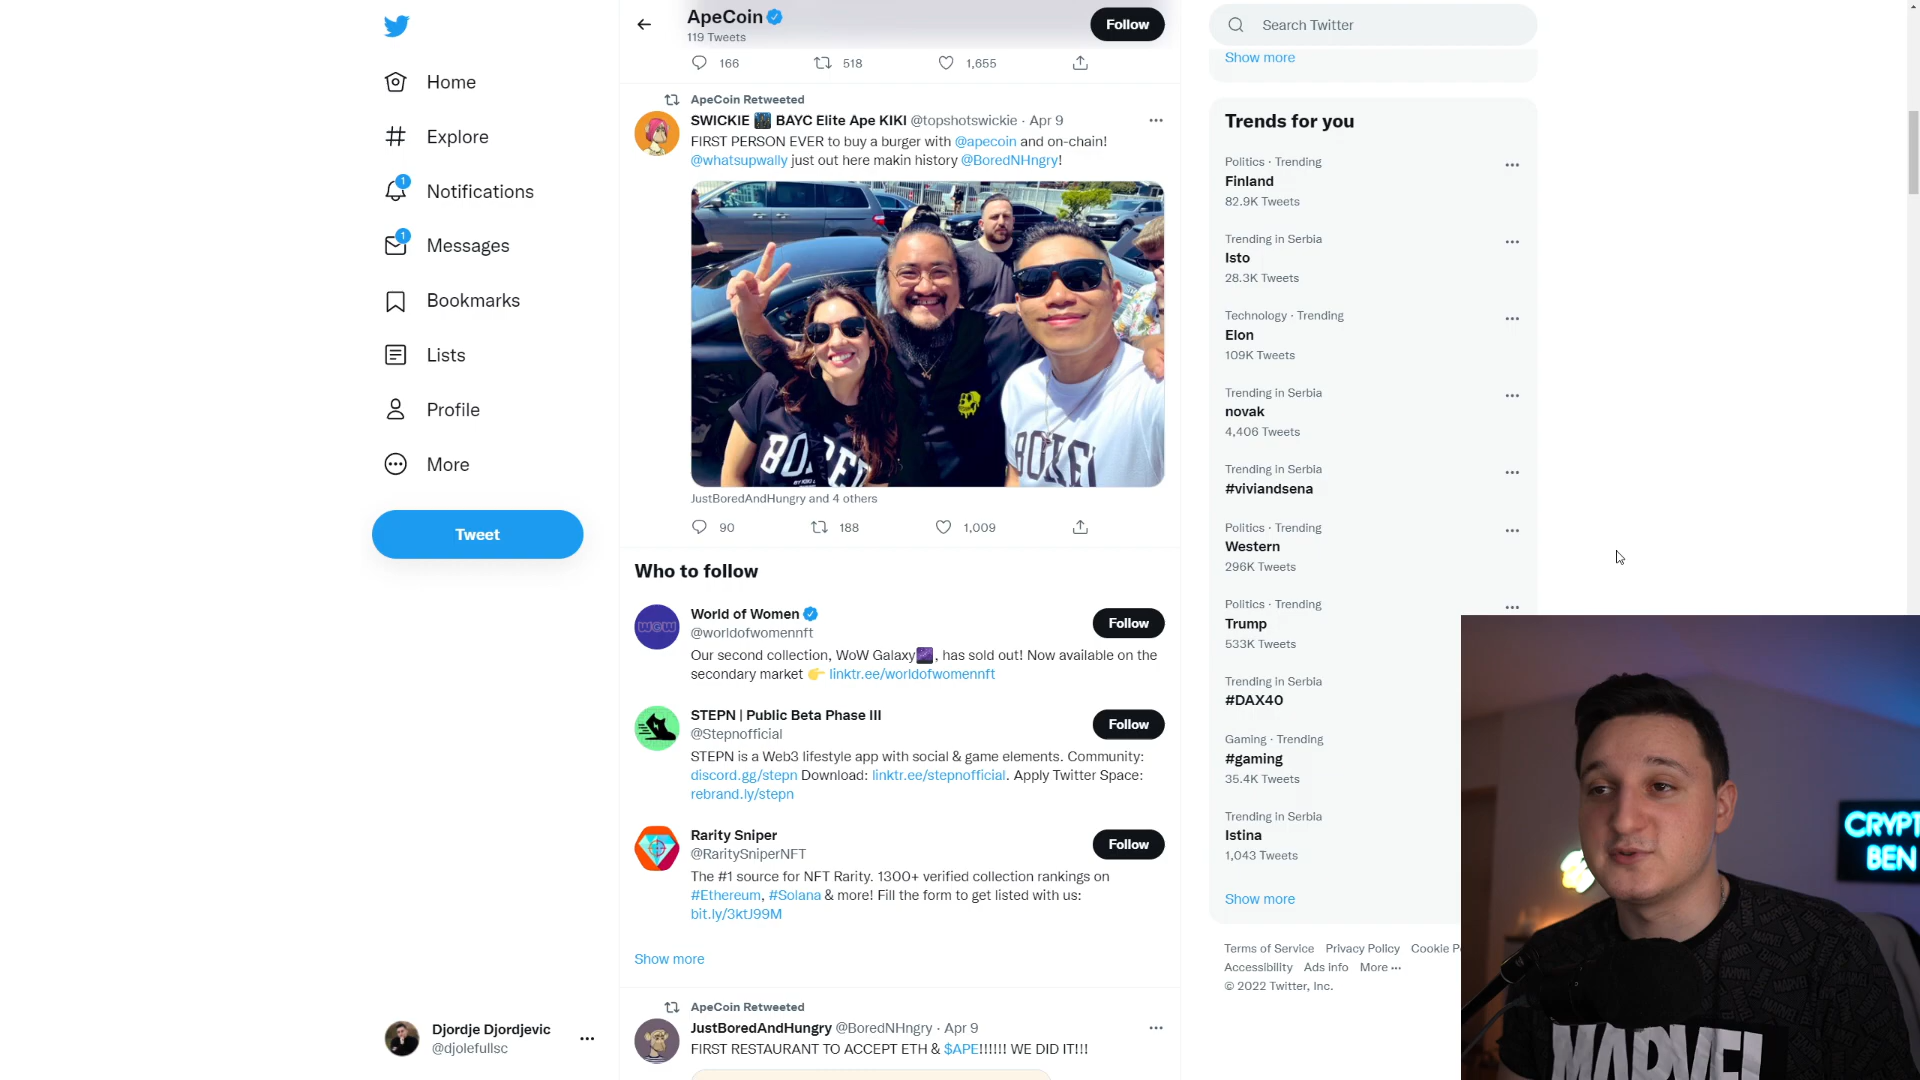 Home
Explore
1
Notifications
1
Messages
Bookmarks
Lists
Profile
More
Tweet
Djordje Djordjevic
@djolefullsc
ApeCoin
119 Tweets
Follow
166 518 1,655
ApeCoin Retweeted
SWICKIE BAYC Elite Ape KIKI @topshotswickie · Apr 9
FIRST PERSON EVER to buy a burger with @apecoin and on-chain!
@whatsupwally just out here makin history @BoredNHngry!
JustBoredAndHungry and 4 others
90 188 1,009
Who to follow
World of Women
@worldofwomennft
Follow
Our second collection, WoW Galaxy, has sold out! Now available on the
secondary market 👉 linktr.ee/worldofwomennft
STEPN | Public Beta Phase III
@Stepnofficial
Follow
STEPN is a Web3 lifestyle app with social & game elements. Community:
discord.gg/stepn Download: linktr.ee/stepnofficial. Apply Twitter Space:
rebrand.ly/stepn
Rarity Sniper
@RaritySniperNFT
Follow
The #1 source for NFT Rarity. 1300+ verified collection rankings on
#Ethereum, #Solana & more! Fill the form to get listed with us:
bit.ly/3ktJ99M
Show more
ApeCoin Retweeted
JustBoredAndHungry @BoredNHngry · Apr 9
FIRST RESTAURANT TO ACCEPT ETH & $APE!!!!!! WE DID IT!!!
Search Twitter
Show more
Trends for you
Politics · Trending
Finland
82.9K Tweets
Trending in Serbia
Isto
28.3K Tweets
Technology · Trending
Elon
109K Tweets
Trending in Serbia
novak
4,406 Tweets
Trending in Serbia
#viviandsena
Politics · Trending
Western
296K Tweets
Politics · Trending
Trump
533K Tweets
Trending in Serbia
#DAX40
Gaming · Trending
#gaming
35.4K Tweets
Trending in Serbia
Istina
1,043 Tweets
Show more
Terms of Service Privacy Policy Cookie P
Accessibility Ads info More ···
© 2022 Twitter, Inc.
CRYPT
BEN
MARVEL